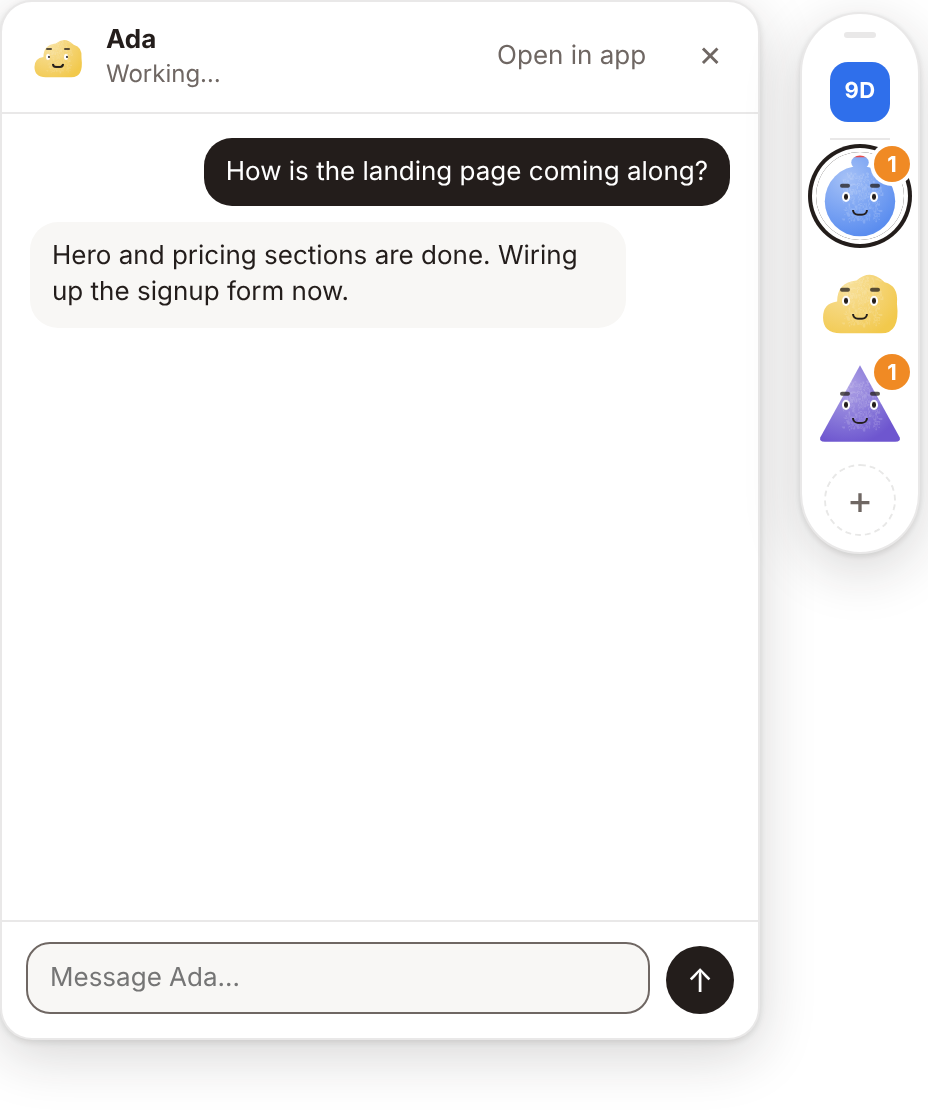 Ada
Working...
Open in app
How is the landing page coming along?
Hero and pricing sections are done. Wiring
up the signup form now.
Message Ada...
9D
1
1